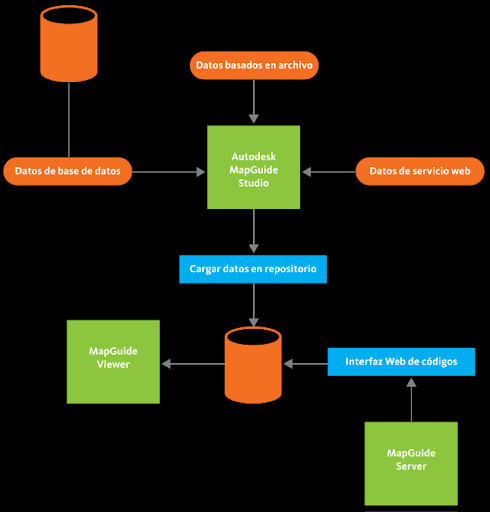 Datos basados en archivo
Autodesk
MapGuide
Studio
Datos de base de datos
Datos de servicio web
Cargar datos en repositorio
MapGuide
Viewer
Interfaz Web de códigos
MapGuide
Server